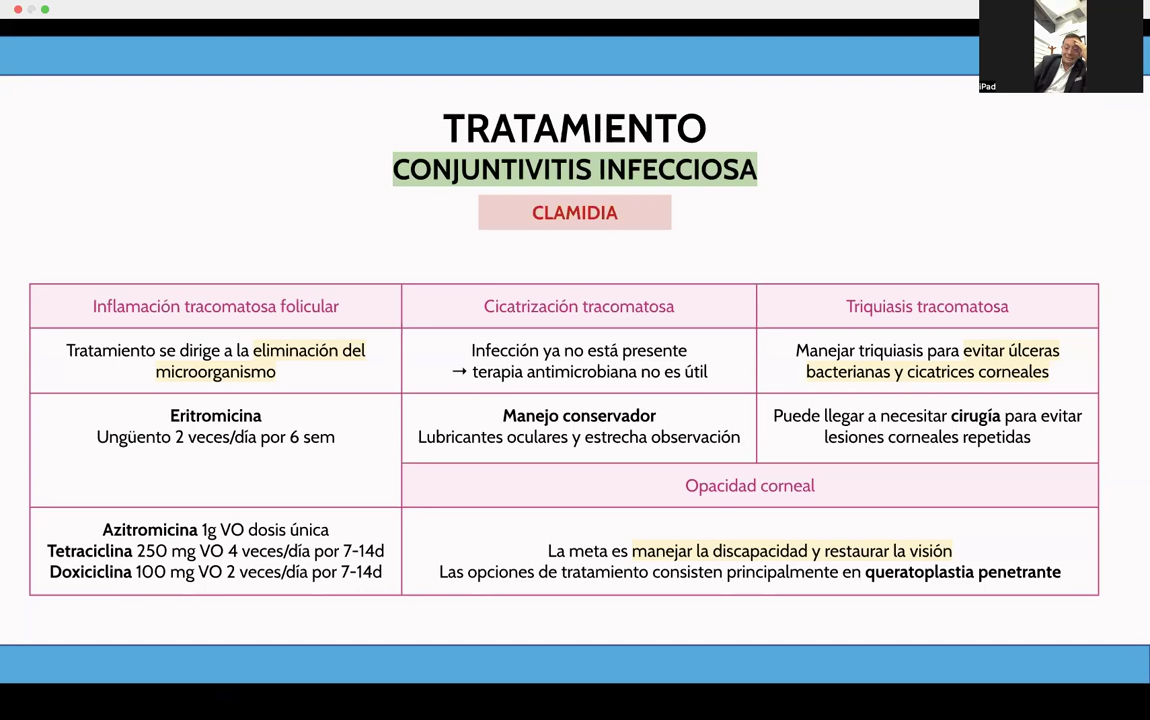 iPad
TRATAMIENTO
CONJUNTIVITIS INFECCIOSA
CLAMIDIA
Inflamación tracomatosa folicular
Cicatrización tracomatosa
Triquiasis tracomatosa
Tratamiento se dirige a la eliminación del
microorganismo
Infección ya no está presente
→ terapia antimicrobiana no es útil
Manejar triquiasis para evitar úlceras
bacterianas y cicatrices corneales
Eritromicina
Ungüento 2 veces/día por 6 sem
Manejo conservador
Lubricantes oculares y estrecha observación
Puede llegar a necesitar cirugía para evitar
lesiones corneales repetidas
Opacidad corneal
Azitromicina 1g VO dosis única
Tetraciclina 250 mg VO 4 veces/día por 7-14d
Doxiciclina 100 mg VO 2 veces/día por 7-14d
La meta es manejar la discapacidad y restaurar la visión
Las opciones de tratamiento consisten principalmente en queratoplastia penetrante